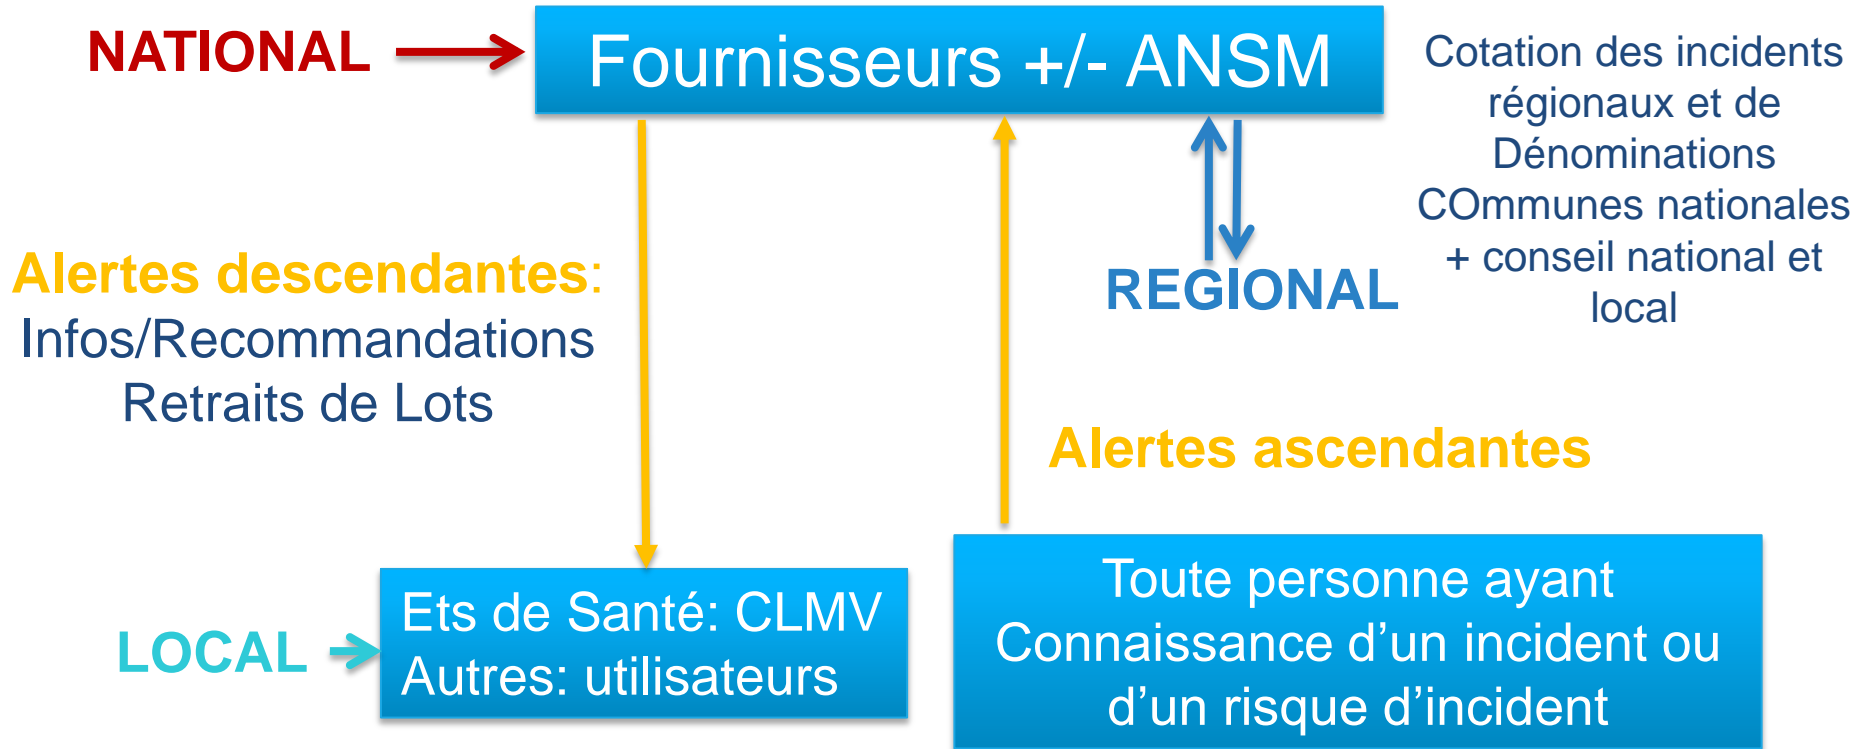 NATIONAL
Fournisseurs +/- ANSM
Cotation des incidents
régionaux et de
Dénominations
COmmunes nationales
+ conseil national et
local
REGIONAL
Alertes descendantes:
Infos/Recommandations
Retraits de Lots
Alertes ascendantes
LOCAL
Ets de Santé: CLMV
Autres: utilisateurs
Toute personne ayant
Connaissance d’un incident ou
d’un risque d’incident